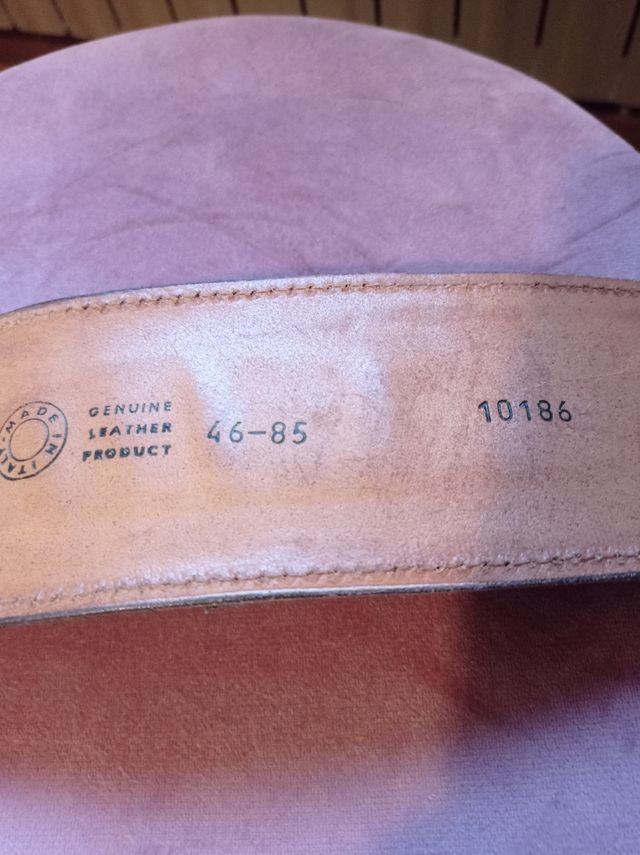 MADE IN ITALY
GENUINE
LEATHER
PRODUCT
46-85
10186